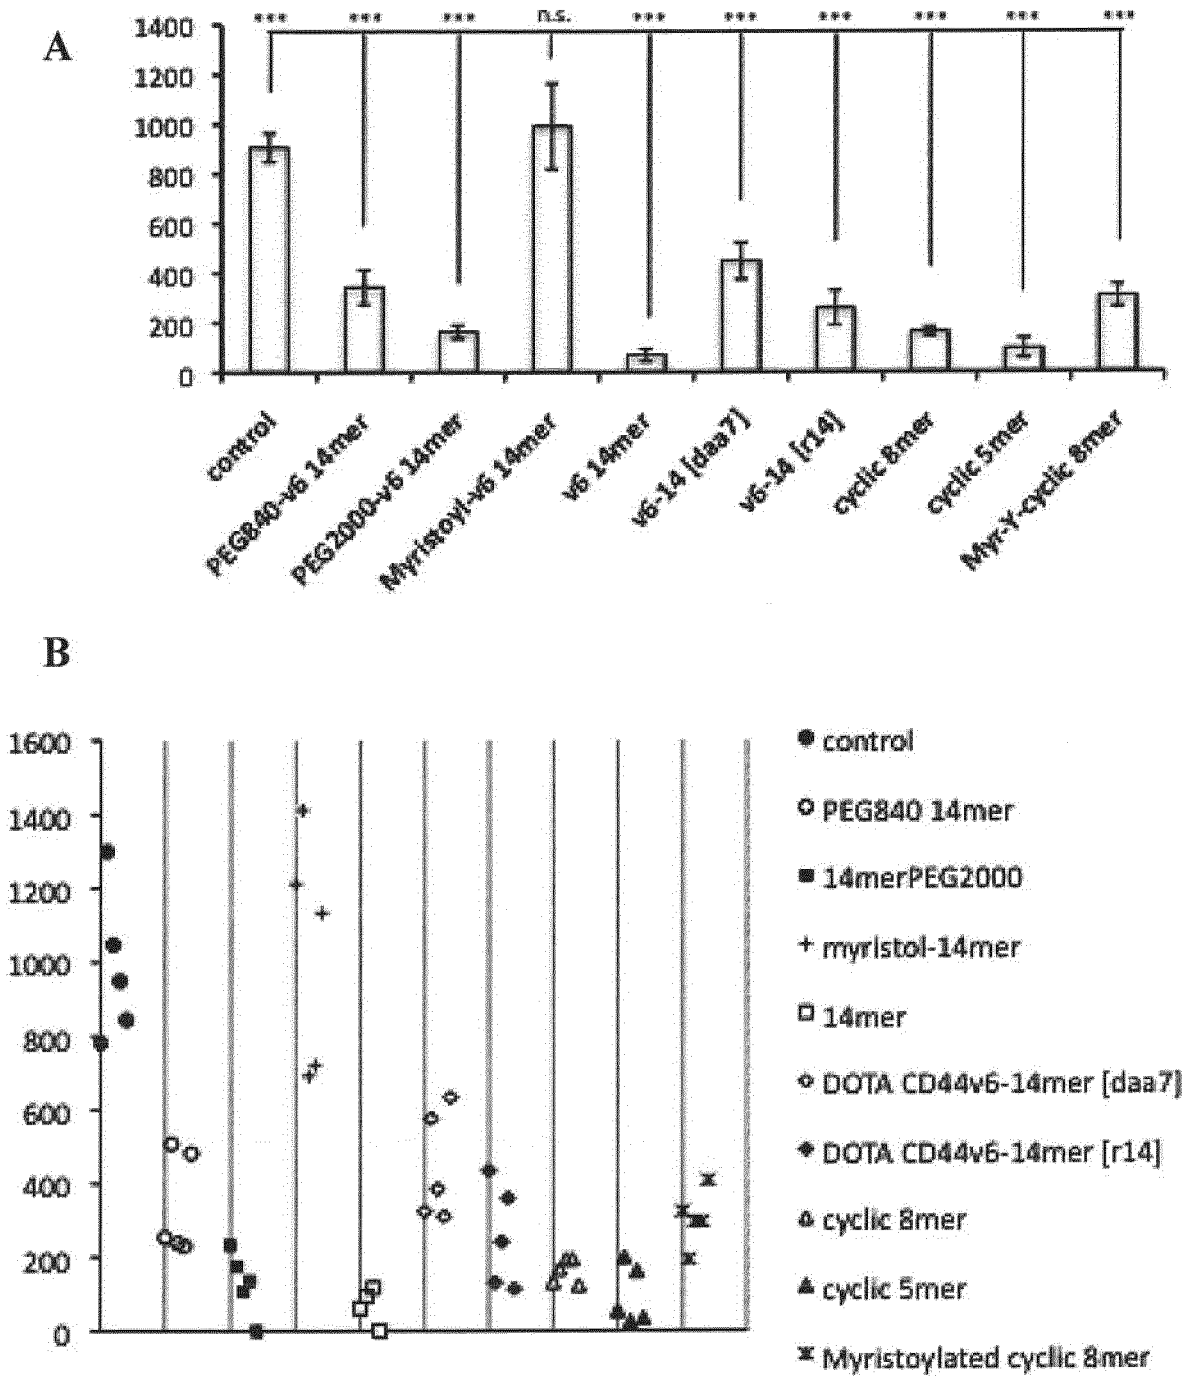 A
*** *** *** n.s. *** *** *** *** *** ***
1400
1200
1000
800
600
400
200
0
control
PEG840-v6 14mer
PEG2000-v6 14mer
Myristoyl-v6 14mer
v6 14mer
v6-14 [daa7]
v6-14 [r14]
cyclic 8mer
cyclic 5mer
Myr-Y-cyclic 8mer
B
1600
1400
1200
1000
800
600
400
200
0
control
PEG840 14mer
14merPEG2000
myristol-14mer
14mer
DOTA CD44v6-14mer [daa7]
DOTA CD44v6-14mer [r14]
cyclic 8mer
cyclic 5mer
Myristoylated cyclic 8mer